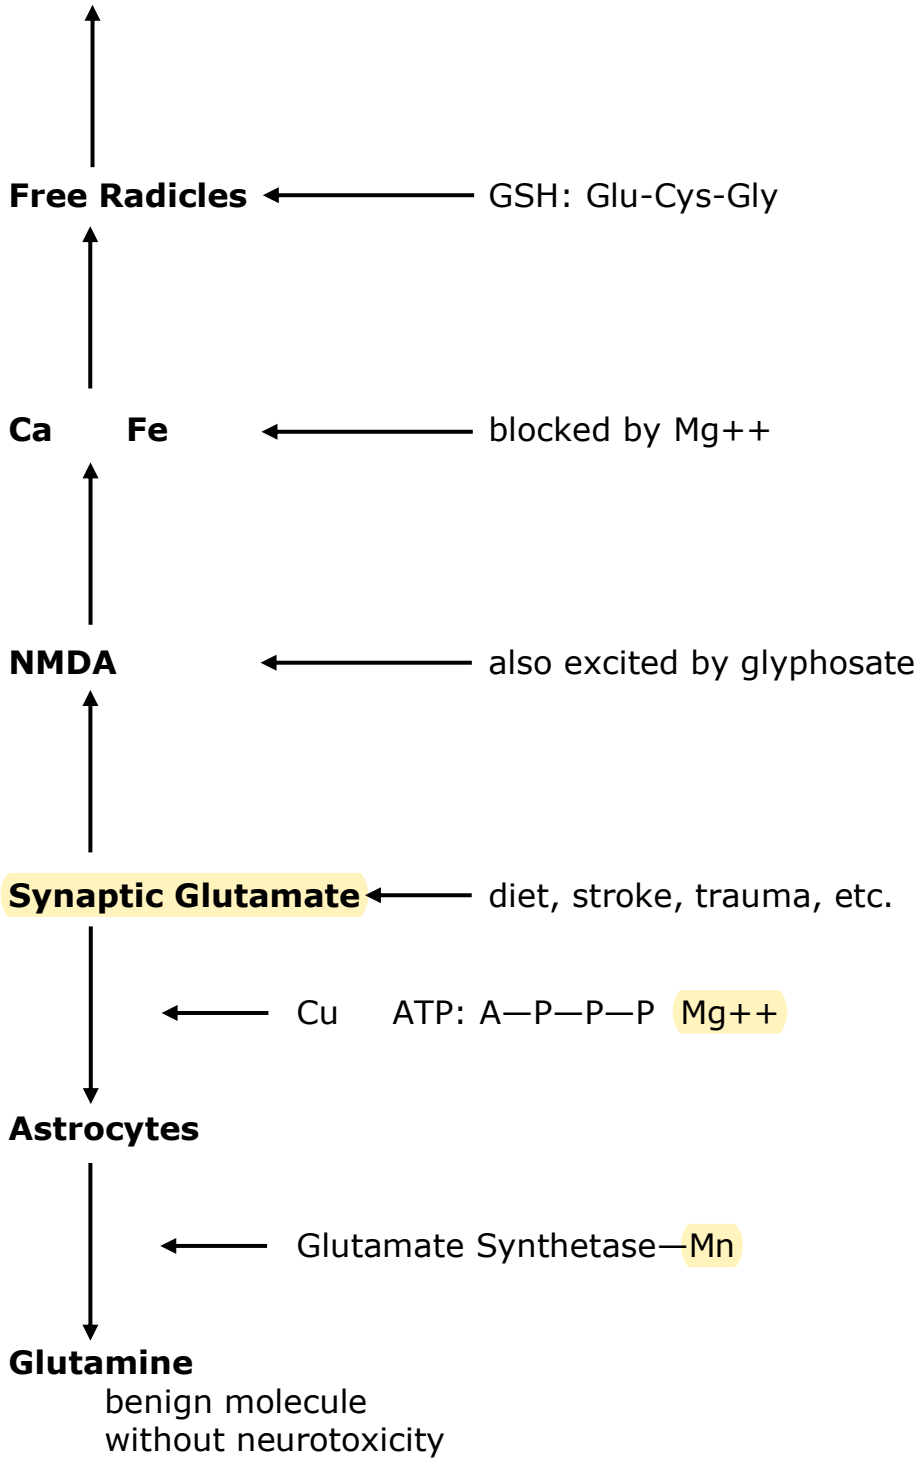 Free Radicles GSH: Glu-Cys-Gly
Ca Fe blocked by Mg++
NMDA also excited by glyphosate
Synaptic Glutamate diet, stroke, trauma, etc.
Cu ATP: A—P—P—P Mg++
Astrocytes
Glutamate Synthetase—Mn
Glutamine
benign molecule
without neurotoxicity